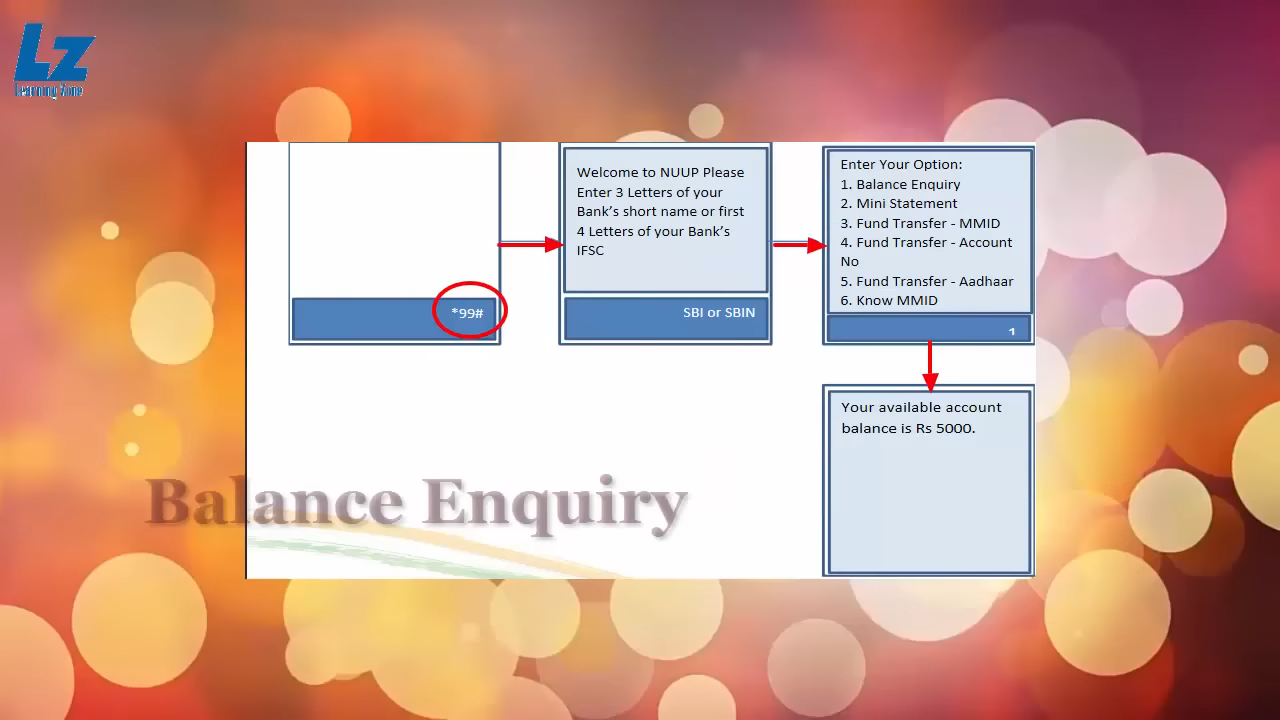 Lz
Learning Zone
*99#
Welcome to NUUP Please
Enter 3 Letters of your
Bank’s short name or first
4 Letters of your Bank’s
IFSC
SBI or SBIN
Enter Your Option:
1. Balance Enquiry
2. Mini Statement
3. Fund Transfer - MMID
4. Fund Transfer - Account
No
5. Fund Transfer - Aadhaar
6. Know MMID
1
Your available account
balance is Rs 5000.
Balance Enquiry